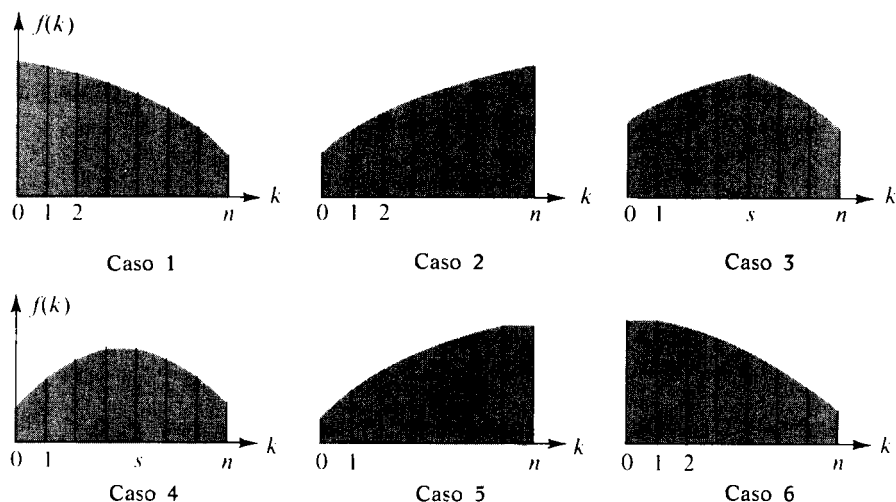 f(k)
k k k
0 1 2 n 0 1 2 n 0 1 s n
Caso 1 Caso 2 Caso 3
f(k)
k k k
0 1 s n 0 1 n 0 1 2 n
Caso 4 Caso 5 Caso 6